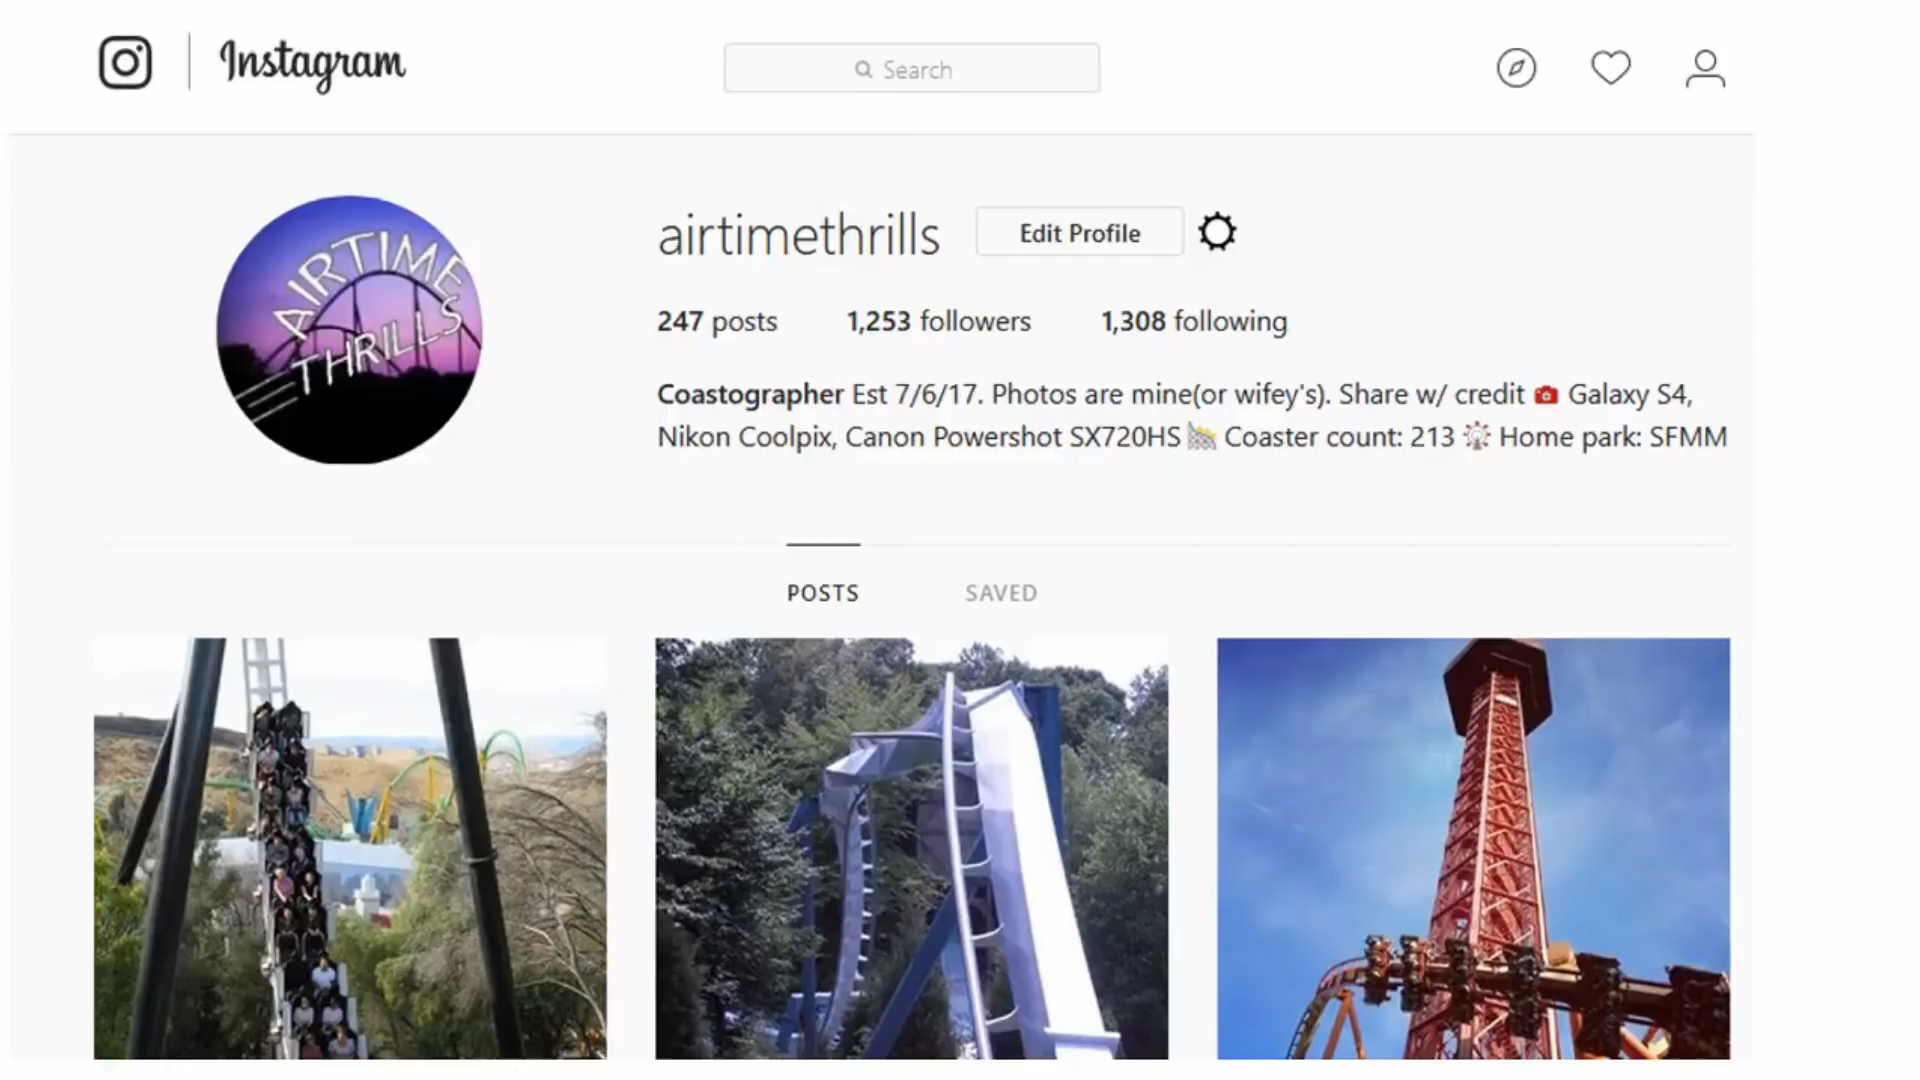 Instagram
Search
AIRTIME
THRILLS
airtimethrills Edit Profile
247 posts 1,253 followers 1,308 following
Coastographer Est 7/6/17. Photos are mine(or wifey's). Share w/ credit 📷 Galaxy S4,
Nikon Coolpix, Canon Powershot SX720HS 🎢 Coaster count: 213 🎡 Home park: SFMM
POSTS SAVED